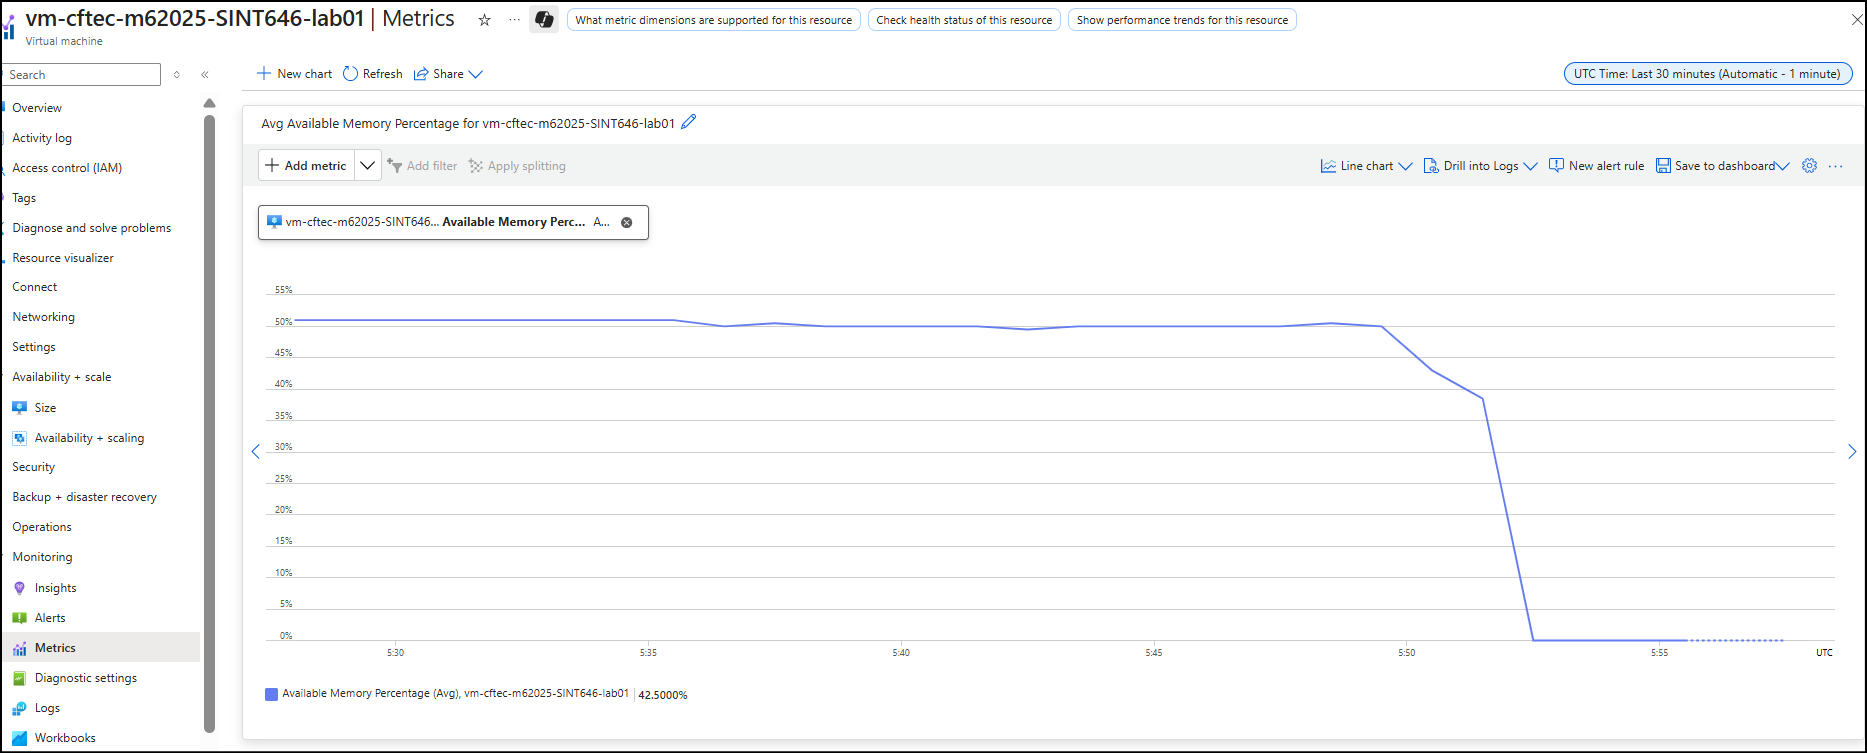 vm-cftec-m62025-SINT646-lab01 | Metrics ☆ ... What metric dimensions are supported for this resource Check health status of this resource Show performance trends for this resource
Virtual machine
Search
Overview
Activity log
Access control (IAM)
Tags
Diagnose and solve problems
Resource visualizer
Connect
Networking
Settings
Availability + scale
Size
Availability + scaling
Security
Backup + disaster recovery
Operations
Monitoring
Insights
Alerts
Metrics
Diagnostic settings
Logs
Workbooks
New chart Refresh Share UTC Time: Last 30 minutes (Automatic - 1 minute)
Avg Available Memory Percentage for vm-cftec-m62025-SINT646-lab01
Add metric Add filter Apply splitting Line chart Drill into Logs New alert rule Save to dashboard ...
vm-cftec-m62025-SINT646... Available Memory Perc... A...
55%
50%
45%
40%
35%
30%
25%
20%
15%
10%
5%
0%
5:30 5:35 5:40 5:45 5:50 5:55 UTC
Available Memory Percentage (Avg), vm-cftec-m62025-SINT646-lab01 | 42.5000%